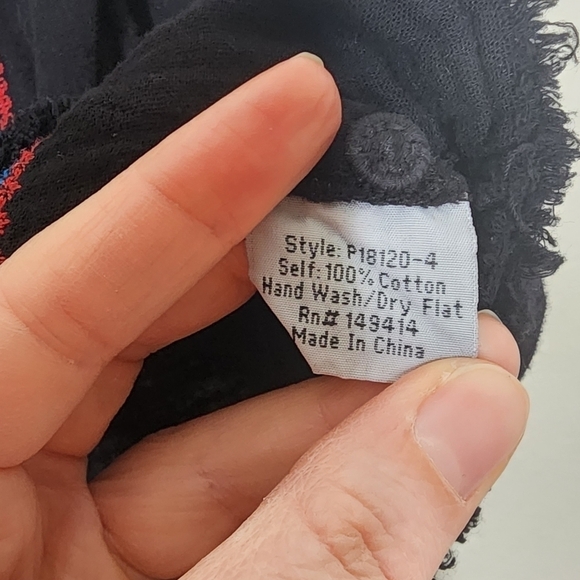 Style: P18120-4
Self: 100% Cotton
Hand Wash/Dry Flat
Rn# 149414
Made In China